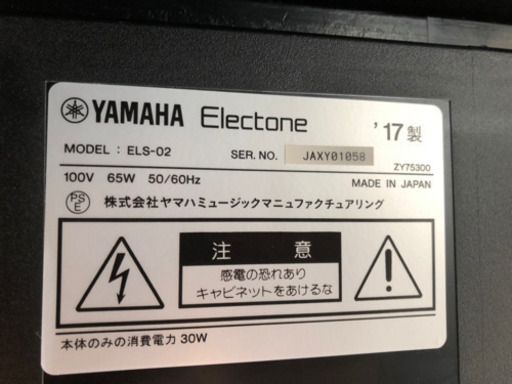 YAMAHA Electone '17製
MODEL : ELS-02 SER. NO. JAXY01058
100V 65W 50/60Hz ZY75300
MADE IN JAPAN
PS E 株式会社ヤマハミュージックマニュファクチュアリング
注意
感電の恐れあり
キャビネットをあけるな
本体のみの消費電力 30W